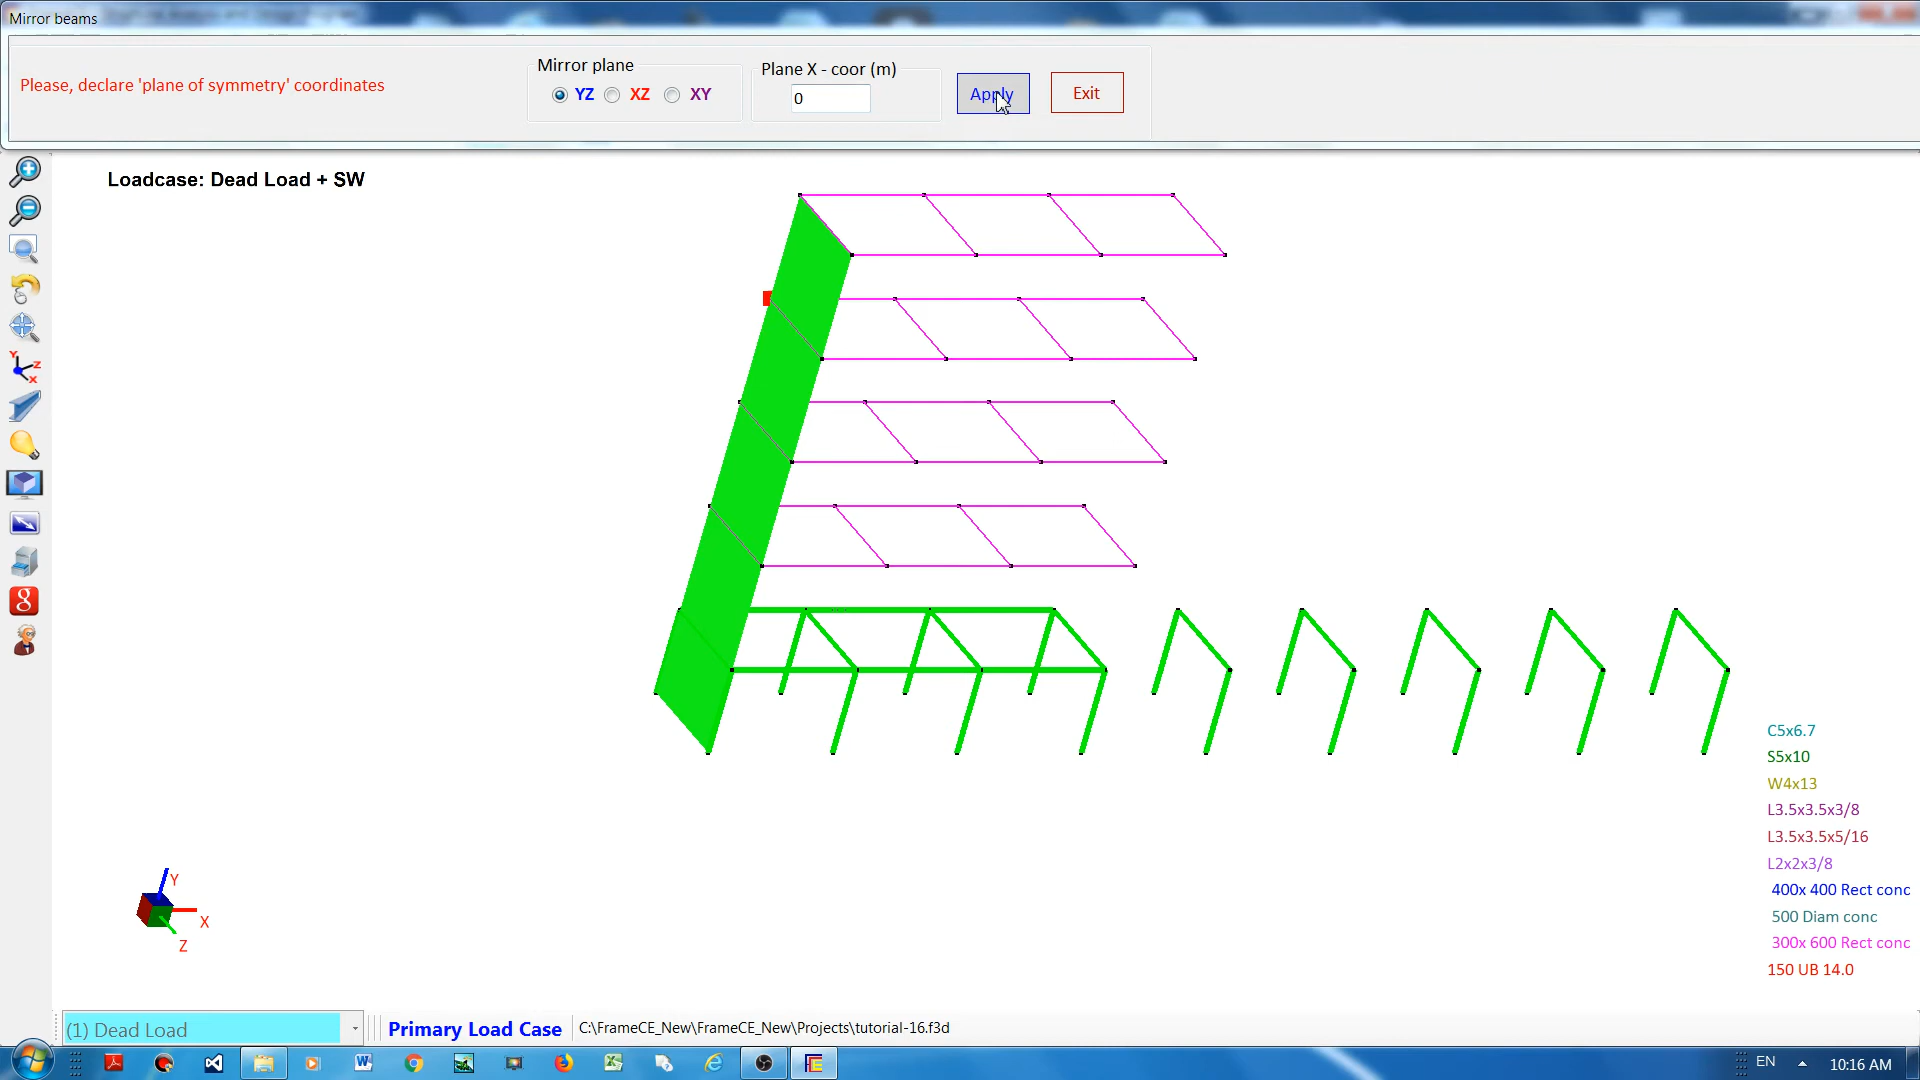 Mirror beams
Please, declare 'plane of symmetry' coordinates
Mirror plane
YZ XZ XY
Plane X - coor (m)
0
Apply
Exit
Loadcase: Dead Load + SW
Y
Z
X
g
C5x6.7
S5x10
W4x13
L3.5x3.5x3/8
L3.5x3.5x5/16
L2x2x3/8
400x 400 Rect conc
500 Diam conc
300x 600 Rect conc
150 UB 14.0
Y
X
Z
(1) Dead Load
Primary Load Case
C:\FrameCE_New\FrameCE_New\Projects\tutorial-16.f3d
EN
10:16 AM